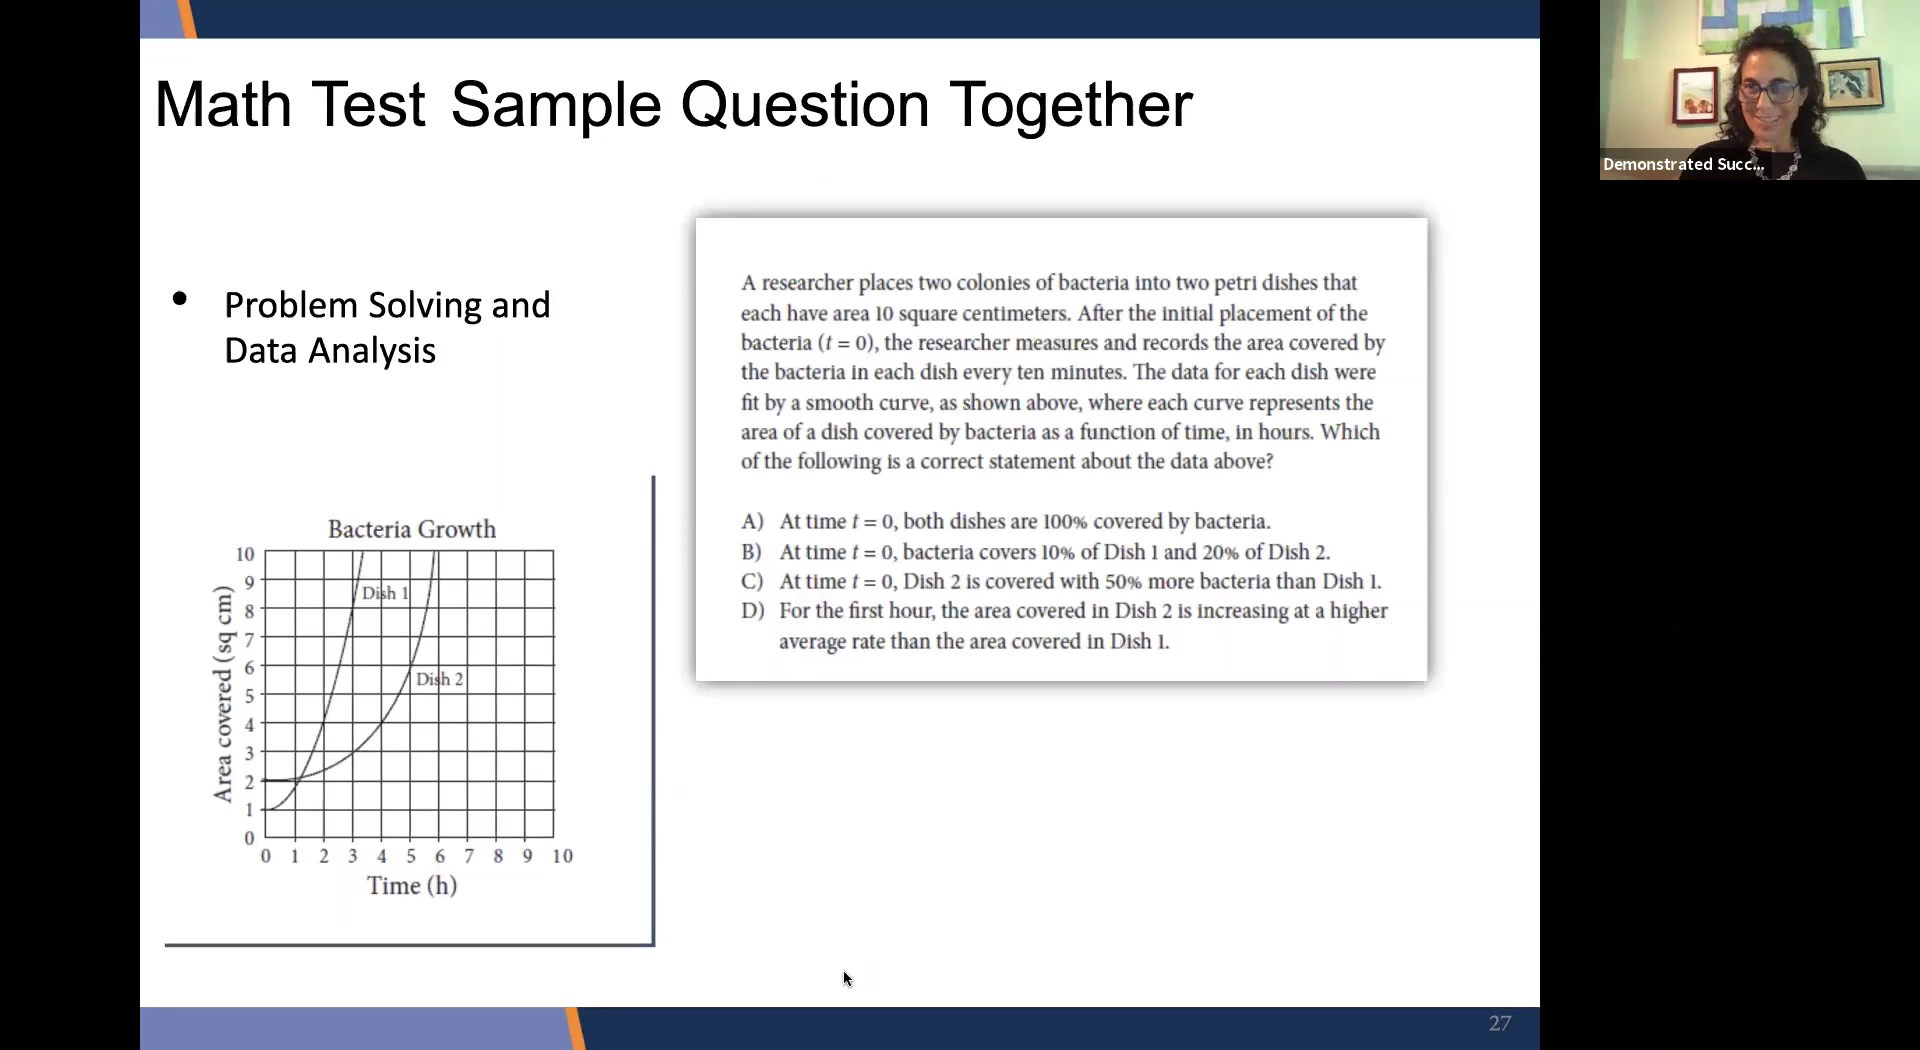 Math Test Sample Question Together
Demonstrated Succ...
• Problem Solving and
Data Analysis
A researcher places two colonies of bacteria into two petri dishes that
each have area 10 square centimeters. After the initial placement of the
bacteria (t = 0), the researcher measures and records the area covered by
the bacteria in each dish every ten minutes. The data for each dish were
fit by a smooth curve, as shown above, where each curve represents the
area of a dish covered by bacteria as a function of time, in hours. Which
of the following is a correct statement about the data above?
A) At time t = 0, both dishes are 100% covered by bacteria.
B) At time t = 0, bacteria covers 10% of Dish 1 and 20% of Dish 2.
C) At time t = 0, Dish 2 is covered with 50% more bacteria than Dish 1.
D) For the first hour, the area covered in Dish 2 is increasing at a higher
average rate than the area covered in Dish 1.
Bacteria Growth
Area covered (sq cm)
10
9
8
7
6
5
4
3
2
1
0
Dish 1
Dish 2
0 1 2 3 4 5 6 7 8 9 10
Time (h)
27